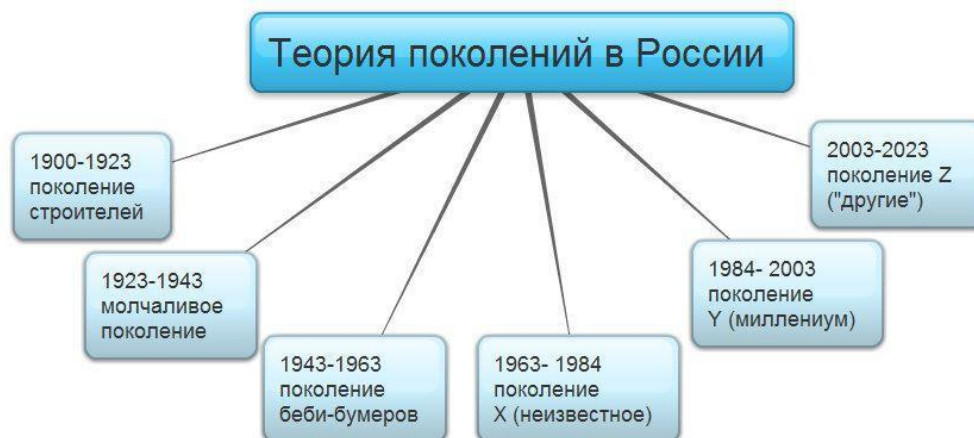 Теория поколений в России
1900-1923
поколение
строителей
1923-1943
молчаливое
поколение
1943-1963
поколение
беби-бумеров
1963- 1984
поколение
X (неизвестное)
1984- 2003
поколение
Y (миллениум)
2003-2023
поколение Z
("другие")